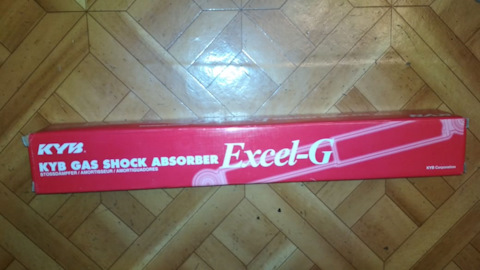 KYB
KYB GAS SHOCK ABSORBER Excel-G
STOSSDÄMPFER / AMORTISSEUR / AMORTIGUADORES
KYB Corporation